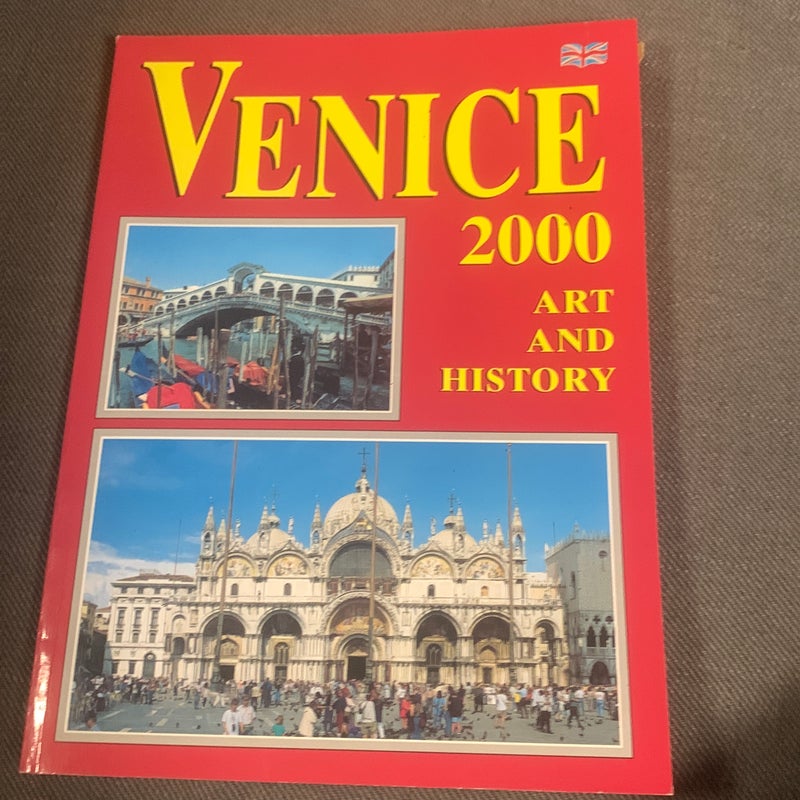 VENICE
2000
ART
AND
HISTORY